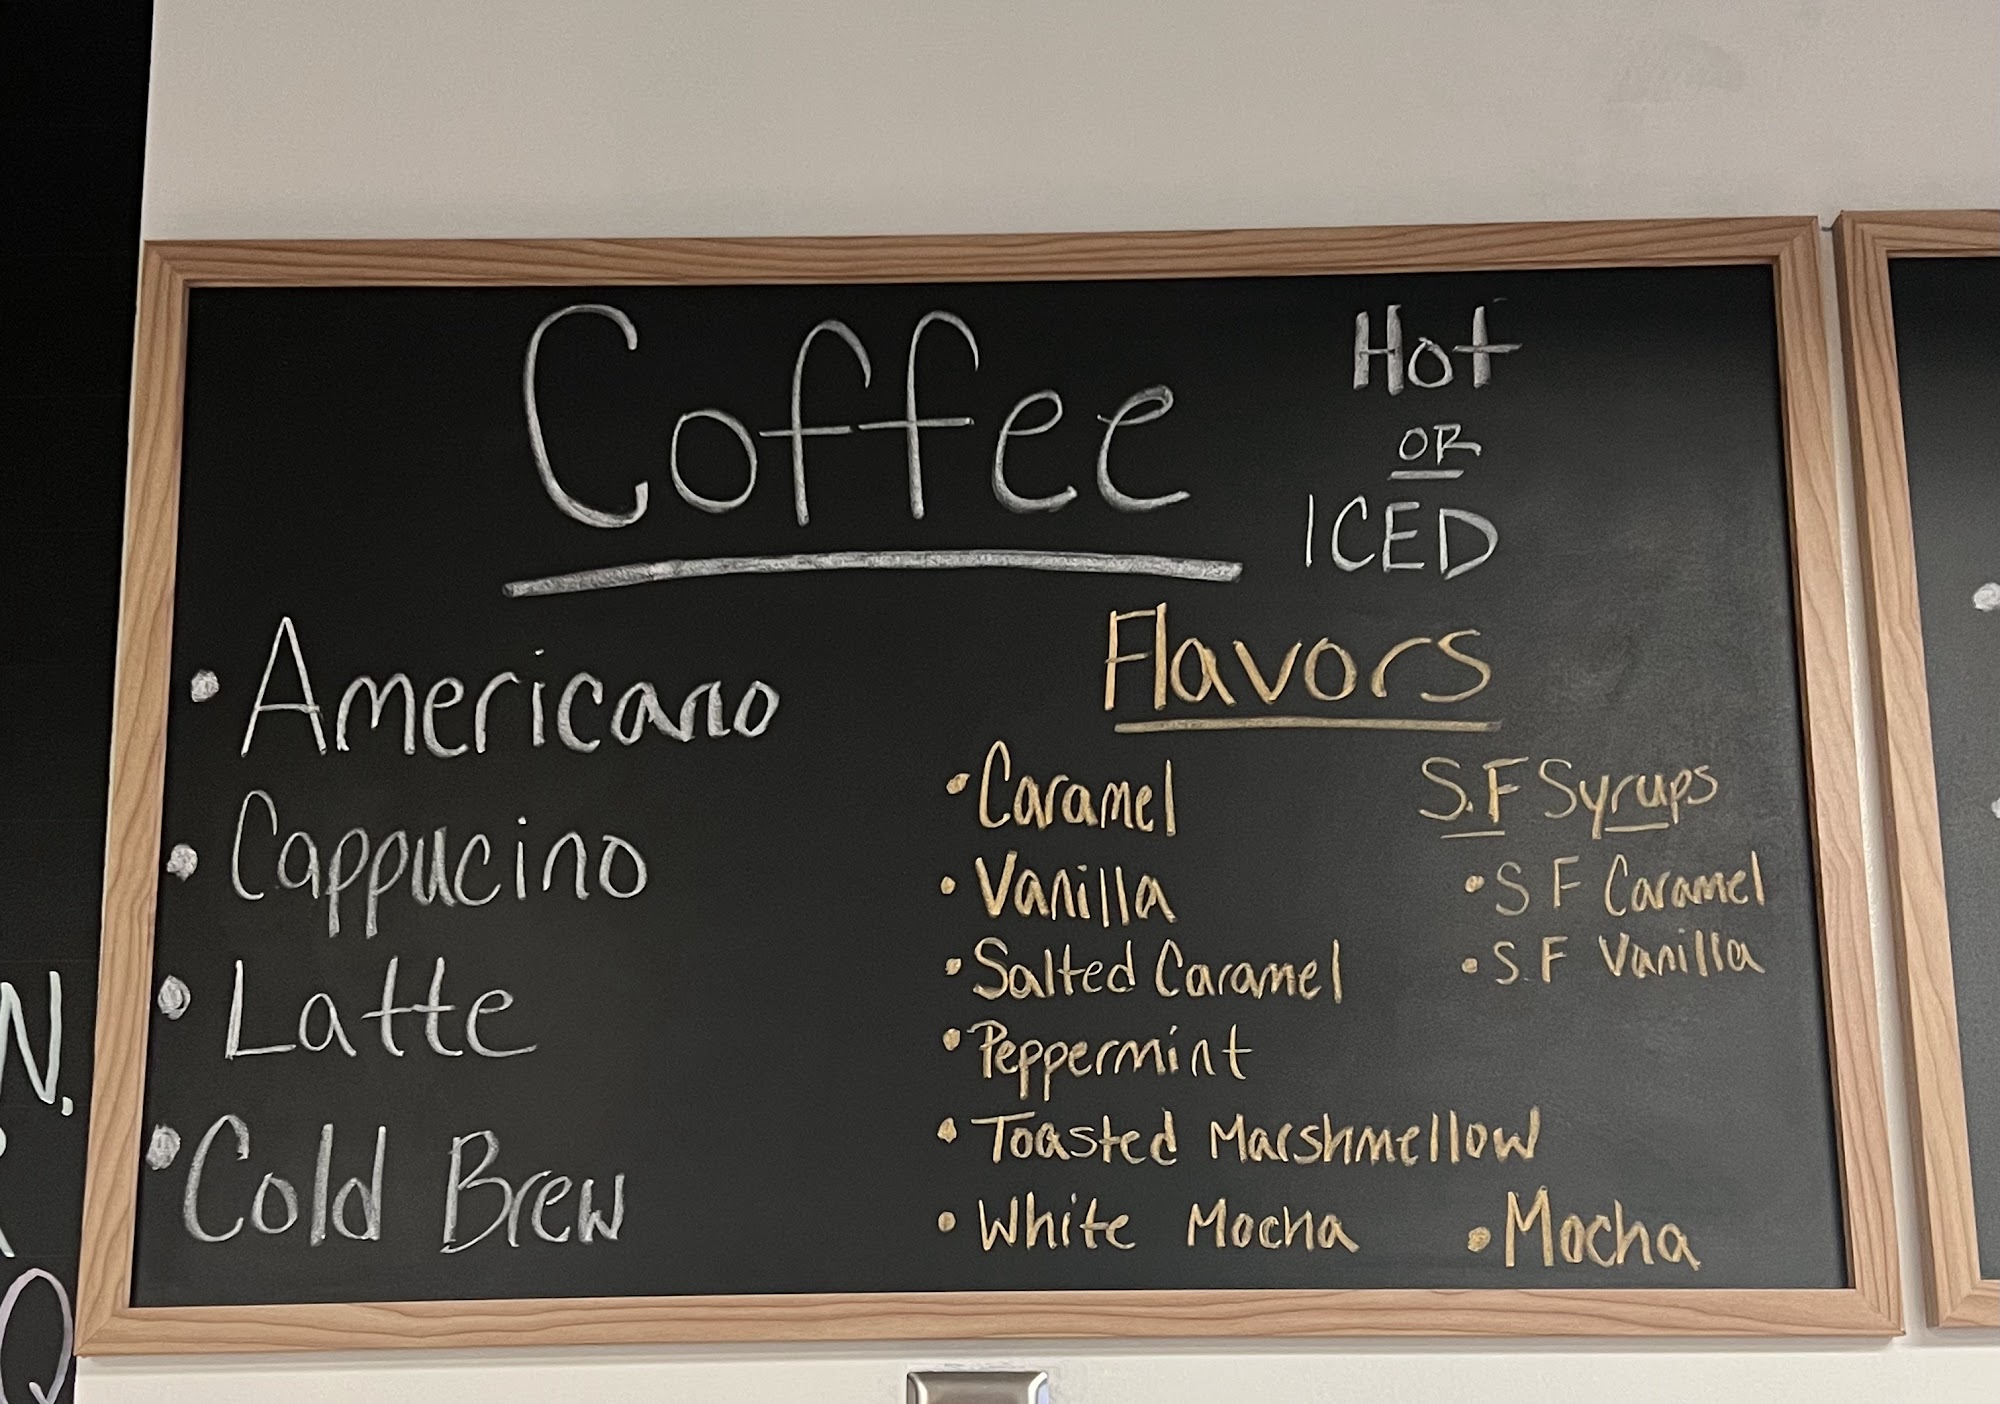 Coffee
Hot
OR
ICED
• Americano
• Cappucino
• Latte
• Cold Brew
Flavors
• Caramel
• Vanilla
• Salted Caramel
• Peppermint
• Toasted Marshmellow
• White Mocha
• Mocha
S.F Syrups
• S F Caramel
• S.F Vanilla
N.
Q